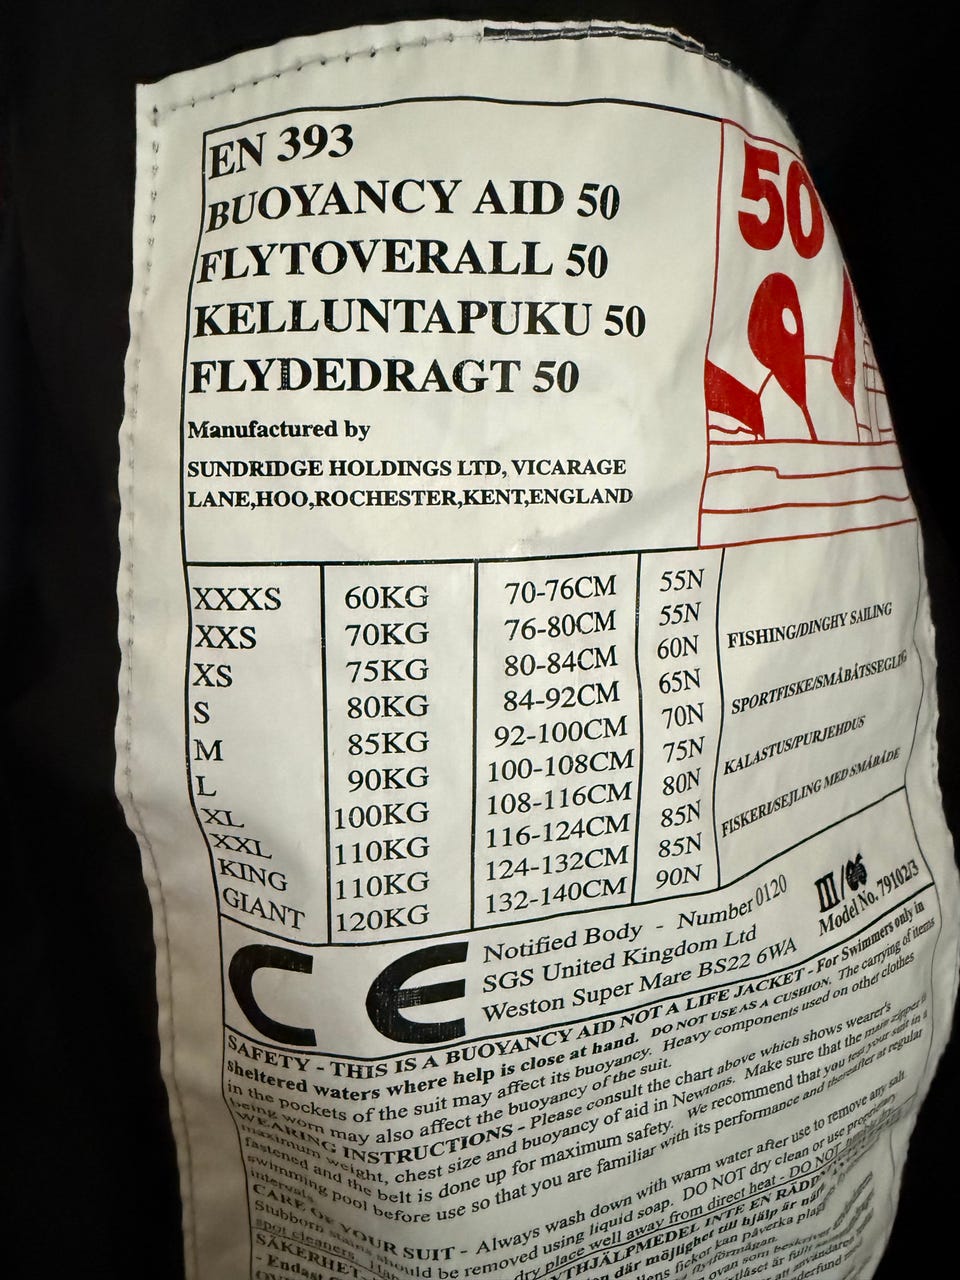 EN 393
BUOYANCY AID 50
FLYTOVERALL 50
KELLUNTAPUKU 50
FLYDEDRAGT 50
50
Manufactured by
SUNDRIDGE HOLDINGS LTD, VICARAGE
LANE,HOO,ROCHESTER,KENT,ENGLAND
XXXS 60KG 70-76CM 55N
XXS 70KG 76-80CM 55N
XS 75KG 80-84CM 60N
S 80KG 84-92CM 65N
M 85KG 92-100CM 70N
L 90KG 100-108CM 75N
XL 100KG 108-116CM 80N
XXL 110KG 116-124CM 85N
KING 110KG 124-132CM 85N
GIANT 120KG 132-140CM 90N
FISHING/DINGHY SAILING
SPORTFISKE/SMÅBÅTSSEGLIG
KALASTUS/PURJEHDUS
FISKERI/SEJLING MED SMÅBÅDE
CE
Notified Body - Number 0120
SGS United Kingdom Ltd
Weston Super Mare BS22 6WA
III/
Model No. 79102/3
SAFETY - THIS IS A BUOYANCY AID NOT A LIFE JACKET - For Swimmers only in
sheltered waters where help is close at hand. DO NOT USE AS A CUSHION. The carrying of items
in the pockets of the suit may affect its buoyancy. Heavy components used on other clothes
being worn may also affect the buoyancy of the suit.
WEARING INSTRUCTIONS - Please consult the chart above which shows wearer's
maximum weight, chest size and buoyancy of aid in Newtons. Make sure that the main zipper is
fastened and the belt is done up for maximum safety. We recommend that you test your suit in a
swimming pool before use so that you are familiar with its performance and thereafter at regular
intervals.
CARE OF YOUR SUIT - Always wash down with warm water after use to remove any salt.
Stubborn stains should be removed using liquid soap. DO NOT dry clean or use proprietary
spot cleaners. dry place well away from direct heat - DO NOT
SÄKERHET FLYTHJÄLPMEDEL INTE EN
- Endast där möjlighet till hjälp är
fickor kan påverka
flytförmågan.